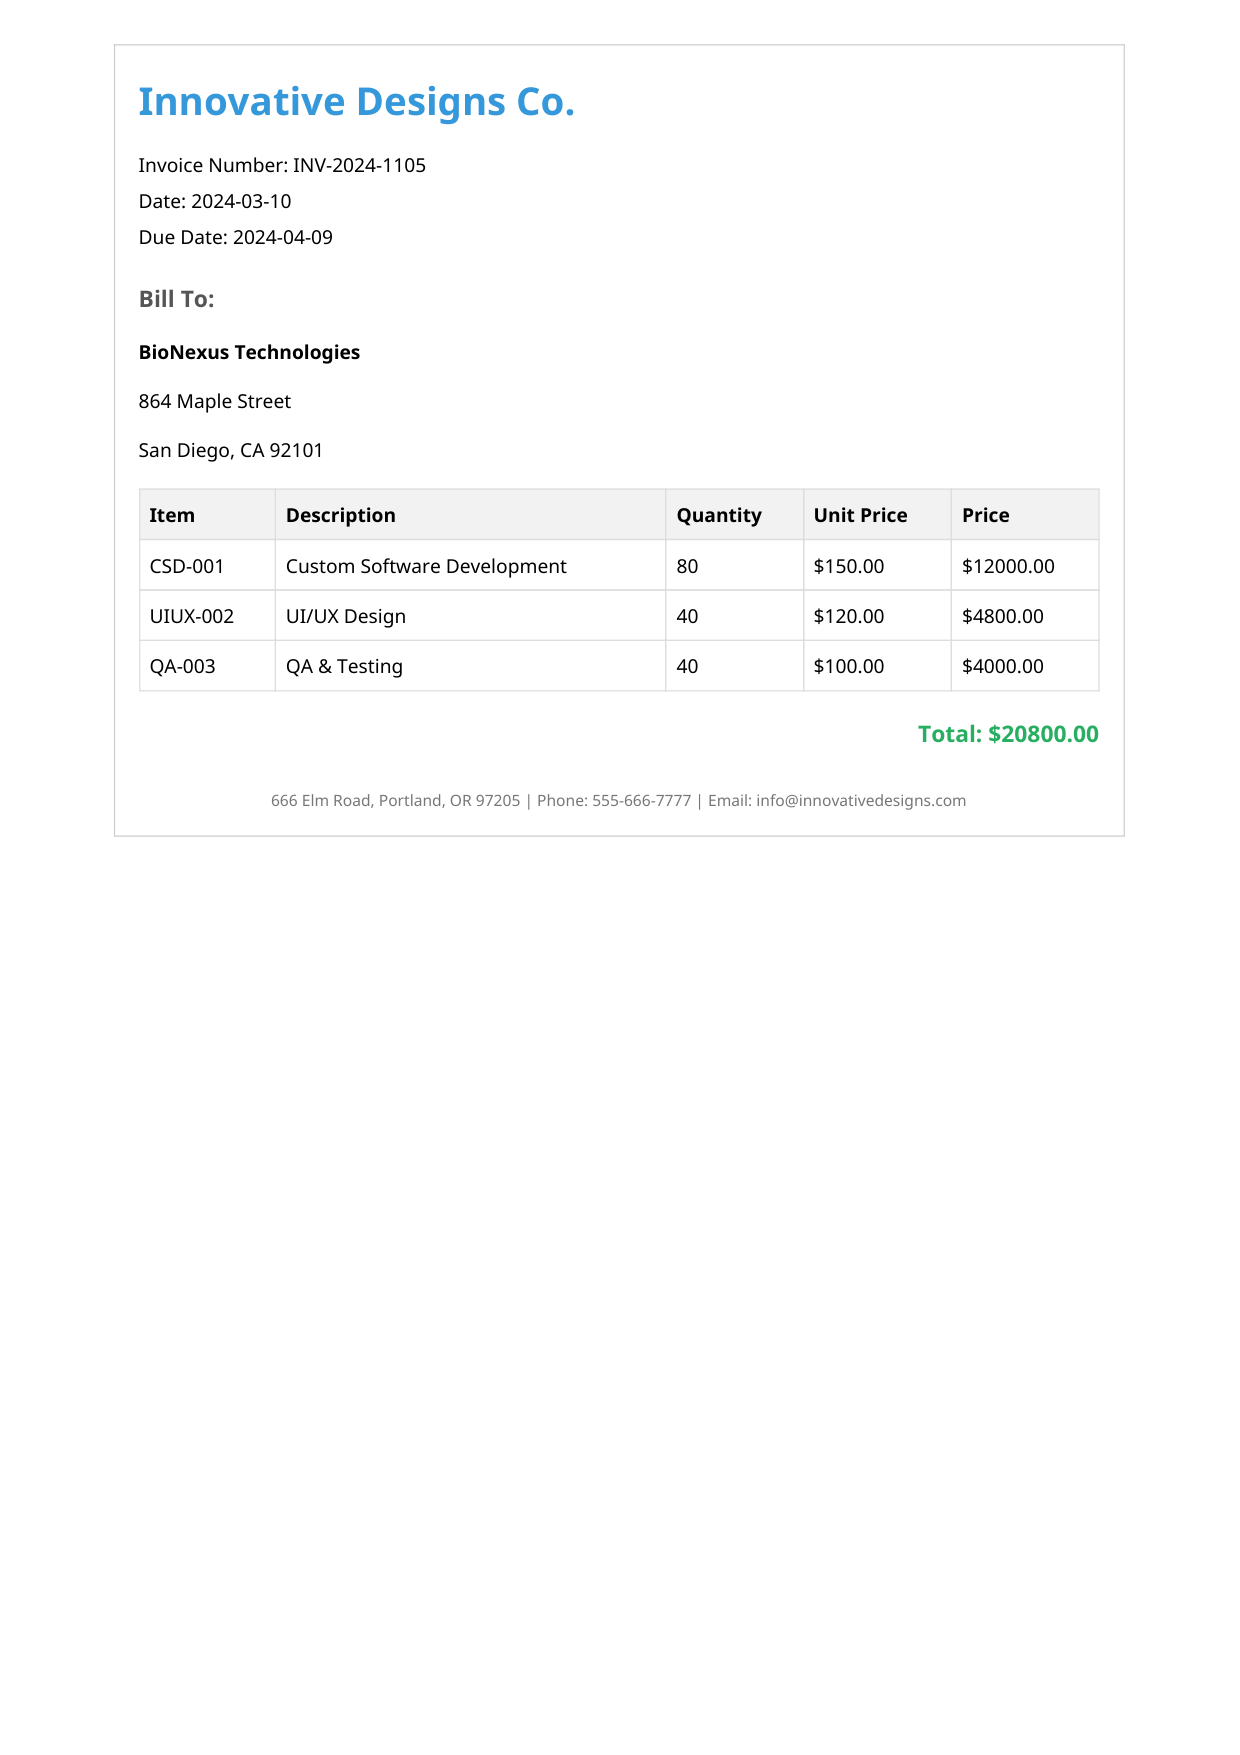 Innovative Designs Co.
Invoice Number: INV-2024-1105
Date: 2024-03-10
Due Date: 2024-04-09
Bill To:
BioNexus Technologies
864 Maple Street
San Diego, CA 92101
Item Description Quantity Unit Price Price
CSD-001 Custom Software Development 80 $150.00 $12000.00
UIUX-002 UI/UX Design 40 $120.00 $4800.00
QA-003 QA & Testing 40 $100.00 $4000.00
Total: $20800.00
666 Elm Road, Portland, OR 97205 | Phone: 555-666-7777 | Email: info@innovativedesigns.com